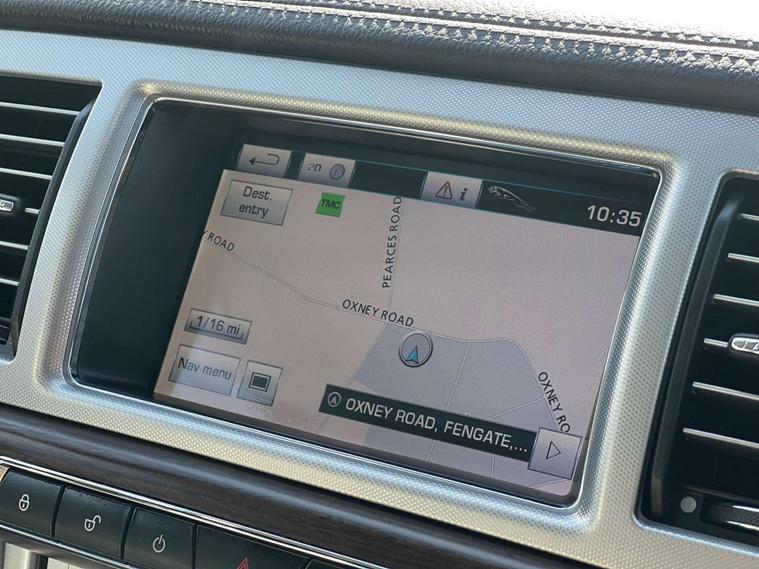 2D
i
10:35
Dest.
entry
TMC
PEARCES ROAD
ROAD
OXNEY ROAD
1/16 mi
Nav menu
OXNEY RO
OXNEY ROAD, FENGATE,...